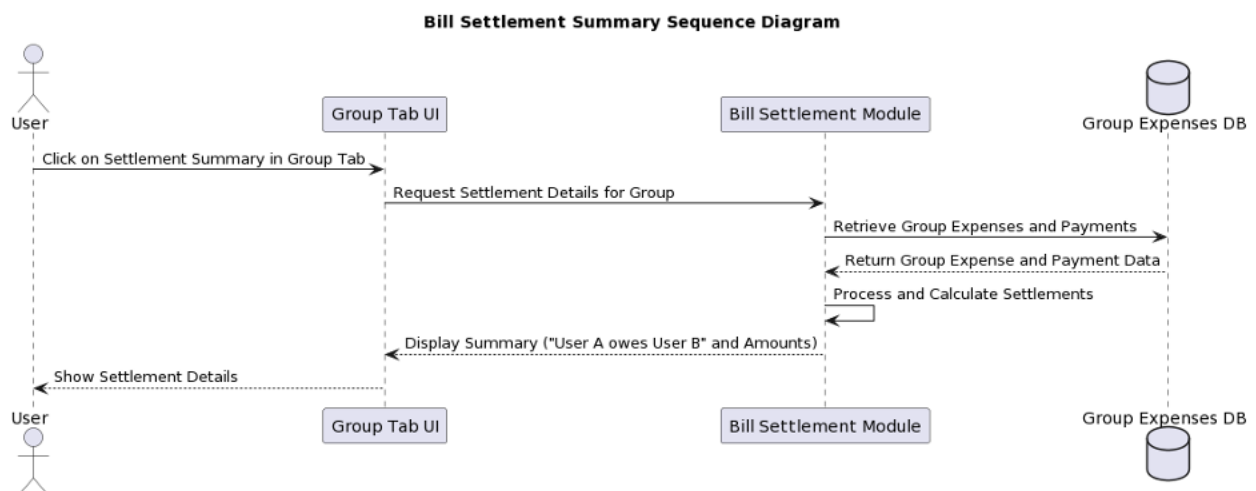 Bill Settlement Summary Sequence Diagram
User
Group Tab UI
Bill Settlement Module
Group Expenses DB
Click on Settlement Summary in Group Tab
Request Settlement Details for Group
Retrieve Group Expenses and Payments
Return Group Expense and Payment Data
Process and Calculate Settlements
Display Summary ("User A owes User B" and Amounts)
Show Settlement Details
User
Group Tab UI
Bill Settlement Module
Group Expenses DB